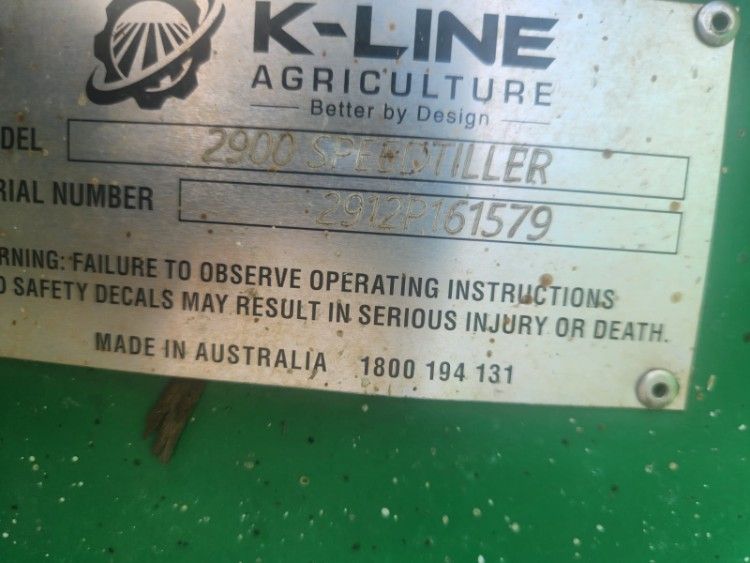 K-LINE
AGRICULTURE
Better by Design
DEL 2900 SPEEDTILLER
RIAL NUMBER 2912P161579
RNING: FAILURE TO OBSERVE OPERATING INSTRUCTIONS
D SAFETY DECALS MAY RESULT IN SERIOUS INJURY OR DEATH.
MADE IN AUSTRALIA 1800 194 131